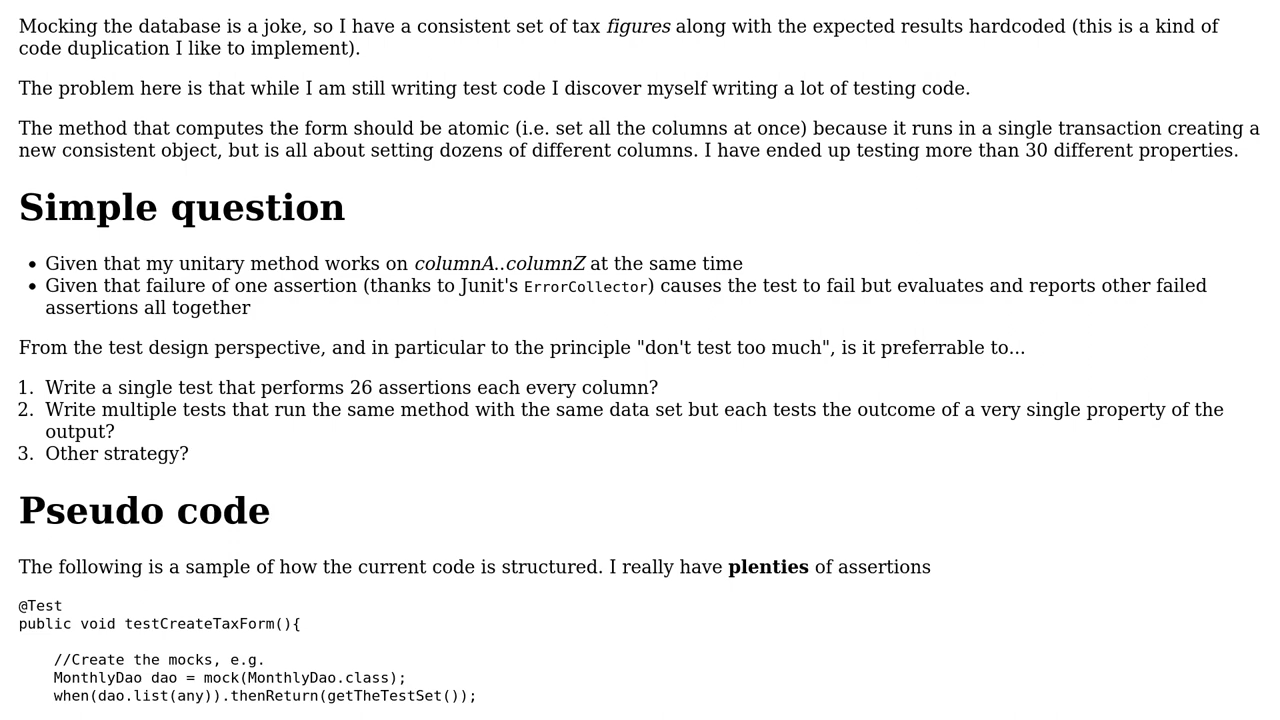 Mocking the database is a joke, so I have a consistent set of tax figures along with the expected results hardcoded (this is a kind of
code duplication I like to implement).
The problem here is that while I am still writing test code I discover myself writing a lot of testing code.
The method that computes the form should be atomic (i.e. set all the columns at once) because it runs in a single transaction creating a
new consistent object, but is all about setting dozens of different columns. I have ended up testing more than 30 different properties.
Simple question
• Given that my unitary method works on columnA..columnZ at the same time
• Given that failure of one assertion (thanks to Junit's ErrorCollector) causes the test to fail but evaluates and reports other failed
assertions all together
From the test design perspective, and in particular to the principle "don't test too much", is it preferrable to...
1. Write a single test that performs 26 assertions each every column?
2. Write multiple tests that run the same method with the same data set but each tests the outcome of a very single property of the
output?
3. Other strategy?
Pseudo code
The following is a sample of how the current code is structured. I really have plenties of assertions
@Test
public void testCreateTaxForm(){
//Create the mocks, e.g.
MonthlyDao dao = mock(MonthlyDao.class);
when(dao.list(any)).thenReturn(getTheTestSet());